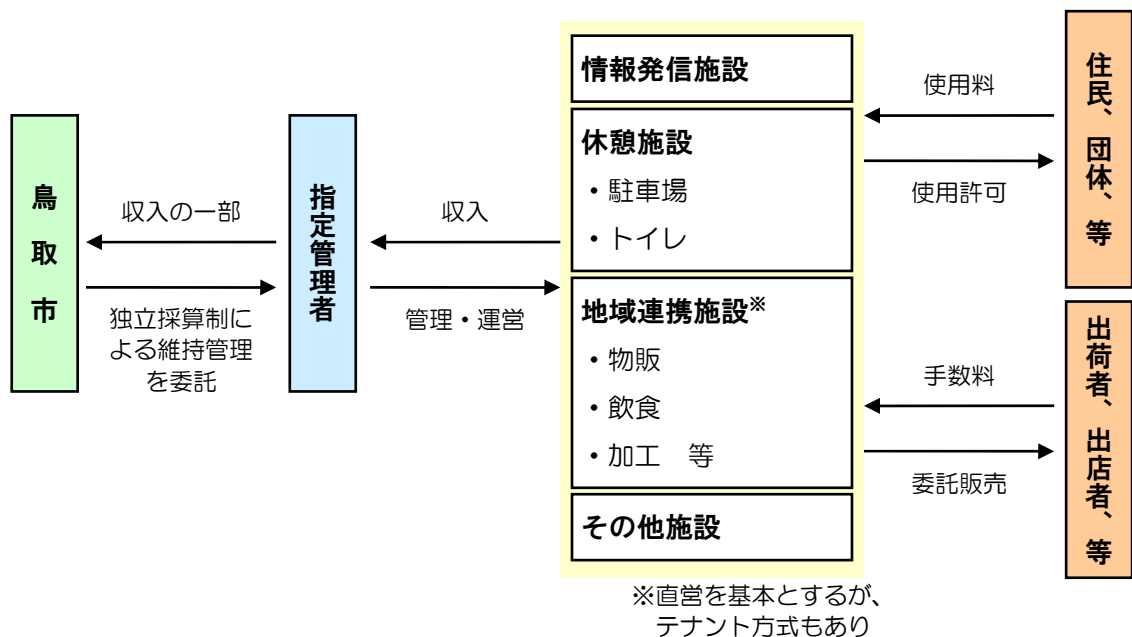 鳥取市
収入の一部
独立採算制に
よる維持管理
を委託
指定管理者
収入
管理・運営
情報発信施設
休憩施設
・駐車場
・トイレ
地域連携施設※
・物販
・飲食
・加工　等
その他施設
※直営を基本とするが、
テナント方式もあり
使用料
使用許可
手数料
委託販売
住民、団体、等
出荷者、出店者、等